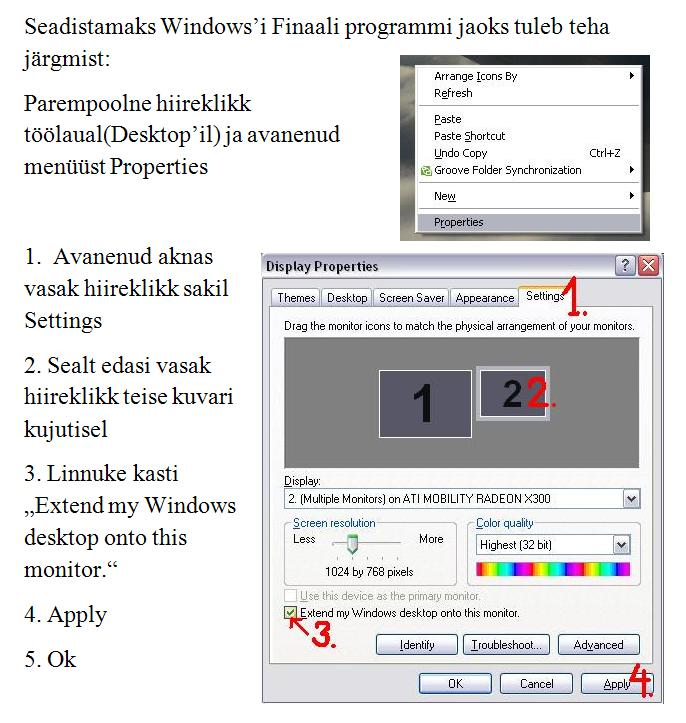 Seadistamaks Windows’i Finaali programmi jaoks tuleb teha
järgmist:
Parempoolne hiireklikk
töölaual(Desktop’il) ja avanenud
menüüst Properties
Arrange Icons By
Refresh
Paste
Paste Shortcut
Undo Copy Ctrl+Z
Groove Folder Synchronization
New
Properties
1. Avanenud aknas
vasak hiireklikk sakil
Settings
2. Sealt edasi vasak
hiireklikk teise kuvari
kujutisel
3. Linnuke kasti
„Extend my Windows
desktop onto this
monitor.“
4. Apply
5. Ok
Display Properties
Themes Desktop Screen Saver Appearance Settings 1.
Drag the monitor icons to match the physical arrangement of your monitors.
1 2 2.
Display:
2. (Multiple Monitors) on ATI MOBILITY RADEON X300
Screen resolution
Less More
1024 by 768 pixels
Color quality
Highest (32 bit)
Use this device as the primary monitor.
Extend my Windows desktop onto this monitor.
3.
Identify Troubleshoot... Advanced
OK Cancel Apply 4.